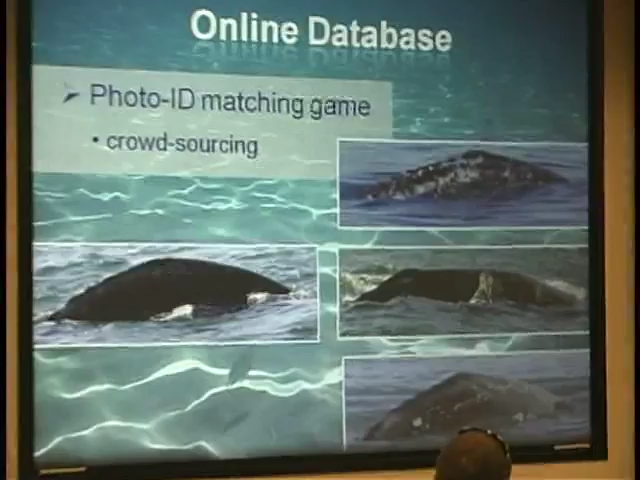 Online Database
Photo-ID matching game
• crowd-sourcing